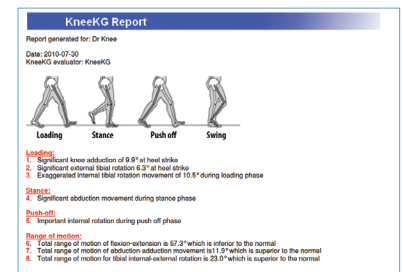 KneeKG Report
Report generated for: Dr Knee
Date: 2010-07-30
KneeKG evaluator: KneeKG
Loading Stance Push off Swing
Loading:
1. Significant knee adduction of 9.9° at heel strike
2. Significant external tibial rotation 6.3° at heel strike
3. Exaggerated internal tibial rotation movement of 10.5° during loading phase
Stance:
4. Significant abduction movement during stance phase
Push-off:
5. Important internal rotation during push off phase
Range of motion:
6. Total range of motion of flexion-extension is 57.3° which is inferior to the normal
7. Total range of motion of abduction-adduction movement is11.9° which is superior to the normal
8. Total range of motion for tibial internal-external rotation is 23.0° which is superior to the normal